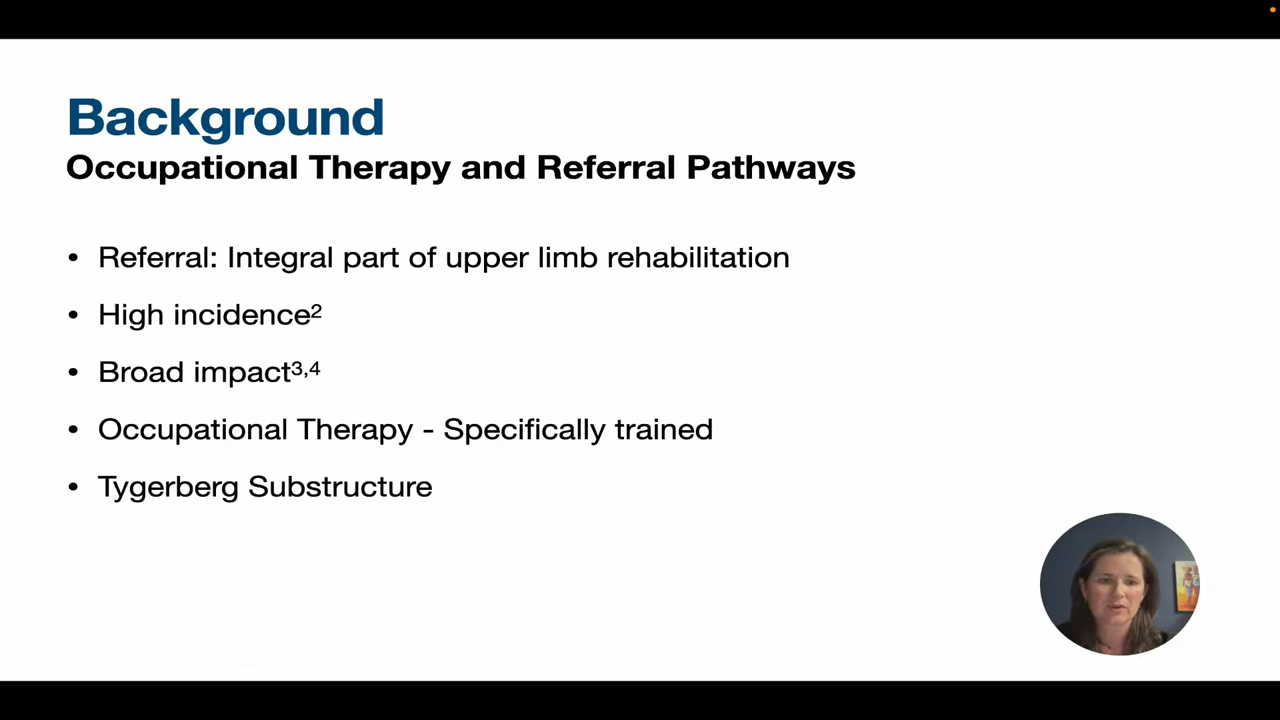 Background
Occupational Therapy and Referral Pathways
• Referral: Integral part of upper limb rehabilitation
• High incidence²
• Broad impact³,⁴
• Occupational Therapy - Specifically trained
• Tygerberg Substructure